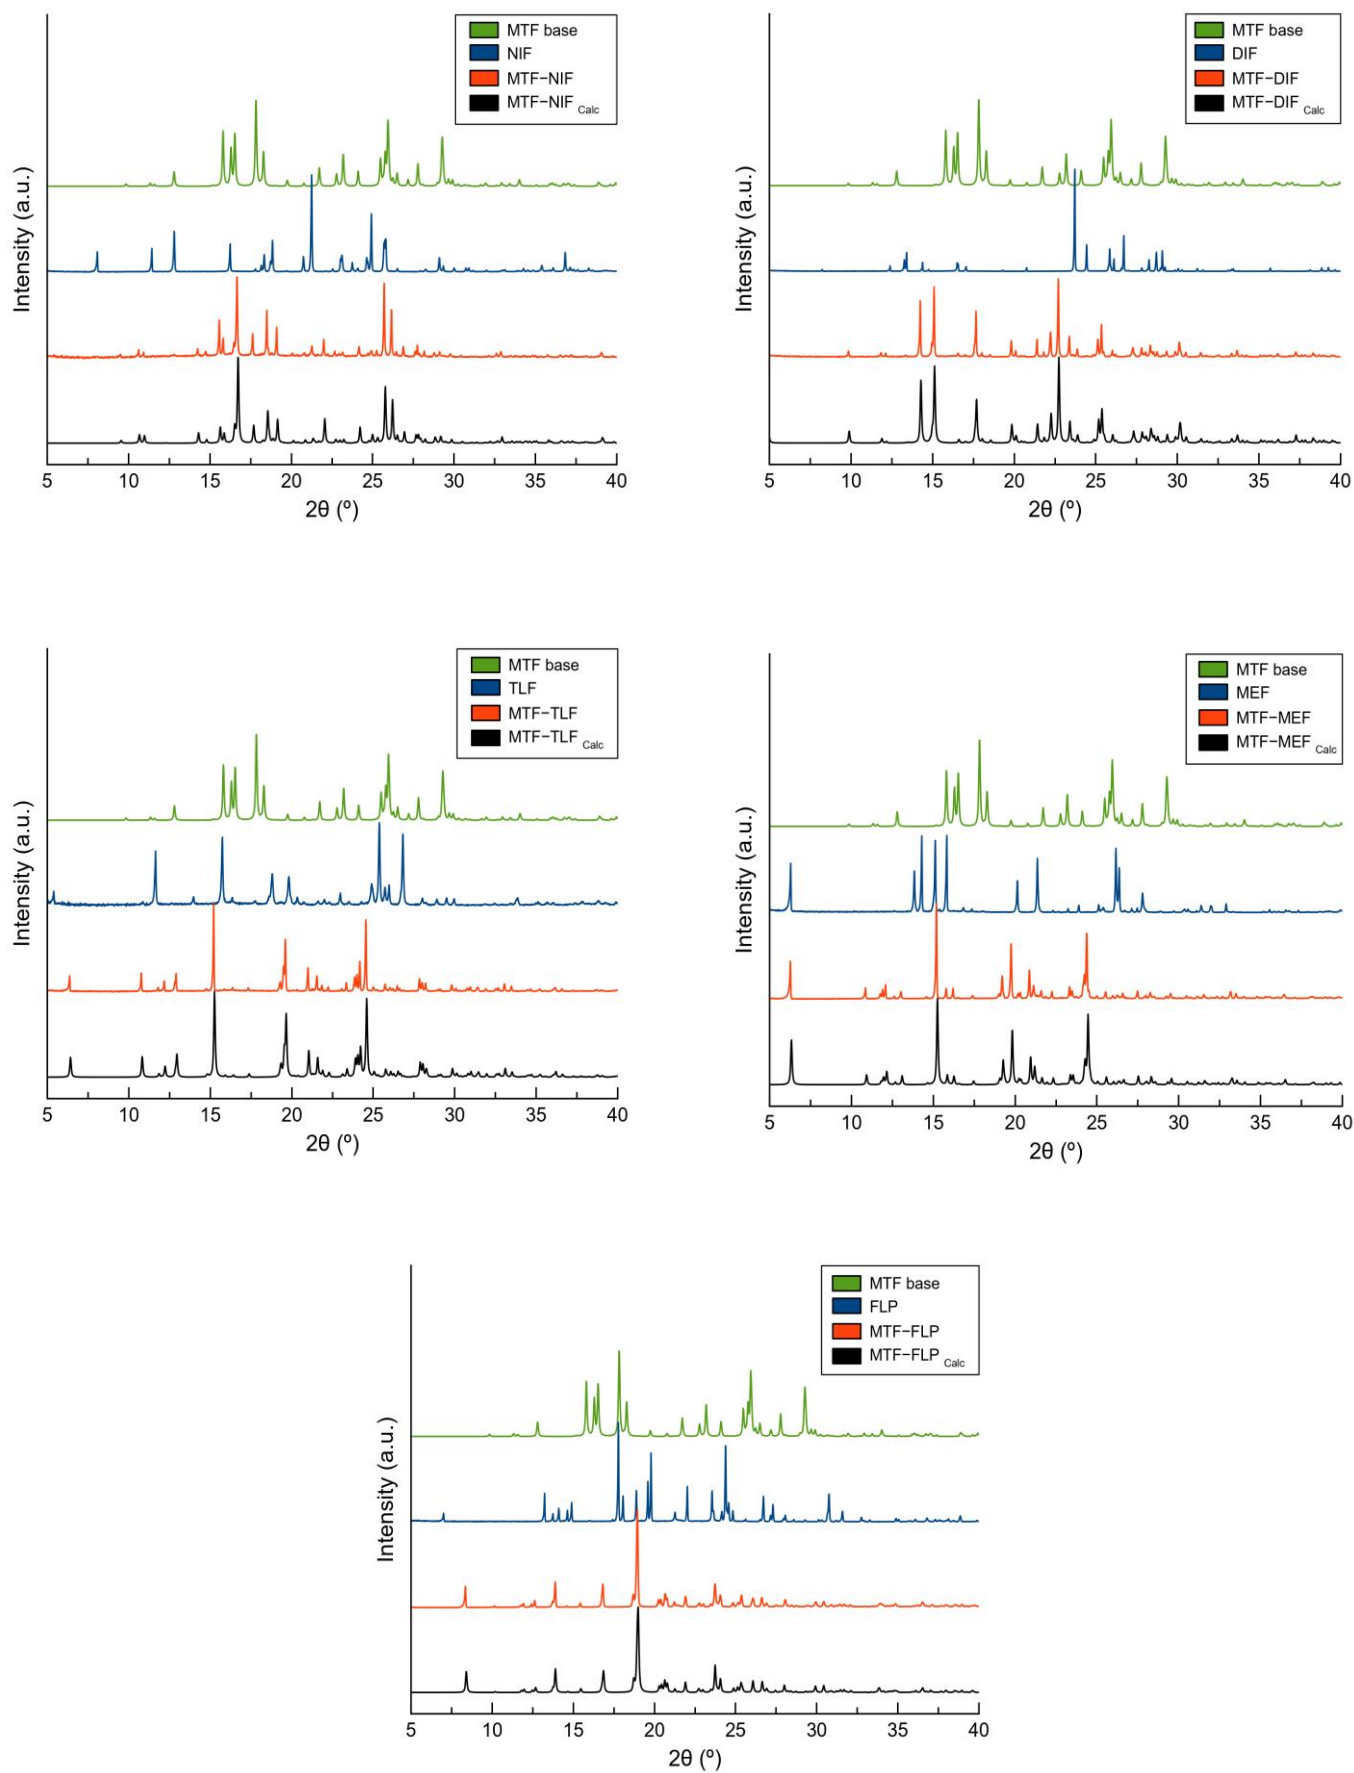 MTF base
NIF
MTF−NIF
MTF−NIF Calc
Intensity (a.u.)
5 10 15 20 25 30 35 40
2θ (º)
MTF base
DIF
MTF−DIF
MTF−DIF Calc
Intensity (a.u.)
5 10 15 20 25 30 35 40
2θ (º)
MTF base
TLF
MTF−TLF
MTF−TLF Calc
Intensity (a.u.)
5 10 15 20 25 30 35 40
2θ (º)
MTF base
MEF
MTF−MEF
MTF−MEF Calc
Intensity (a.u.)
5 10 15 20 25 30 35 40
2θ (º)
MTF base
FLP
MTF−FLP
MTF−FLP Calc
Intensity (a.u.)
5 10 15 20 25 30 35 40
2θ (º)